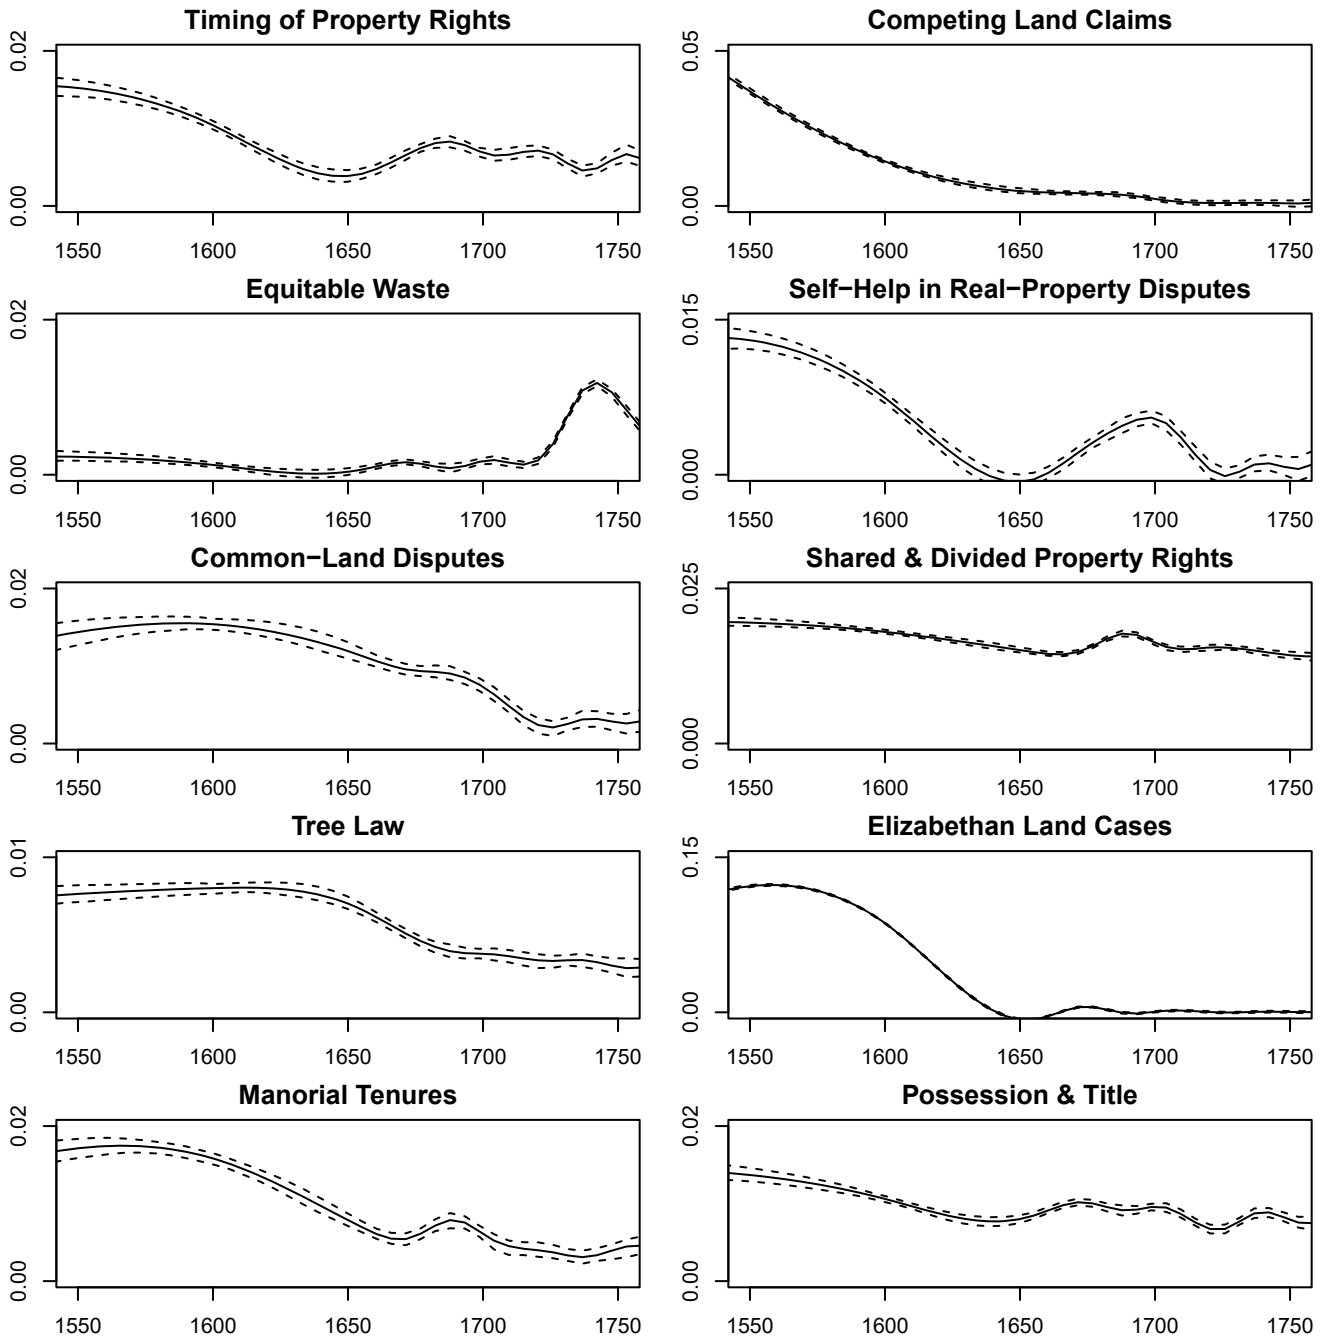 Timing of Property Rights
0.02
0.00
1550 1600 1650 1700 1750
Competing Land Claims
0.05
0.00
1550 1600 1650 1700 1750
Equitable Waste
0.02
0.00
1550 1600 1650 1700 1750
Self−Help in Real−Property Disputes
0.015
0.000
1550 1600 1650 1700 1750
Common−Land Disputes
0.02
0.00
1550 1600 1650 1700 1750
Shared & Divided Property Rights
0.025
0.000
1550 1600 1650 1700 1750
Tree Law
0.01
0.00
1550 1600 1650 1700 1750
Elizabethan Land Cases
0.15
0.00
1550 1600 1650 1700 1750
Manorial Tenures
0.02
0.00
1550 1600 1650 1700 1750
Possession & Title
0.02
0.00
1550 1600 1650 1700 1750